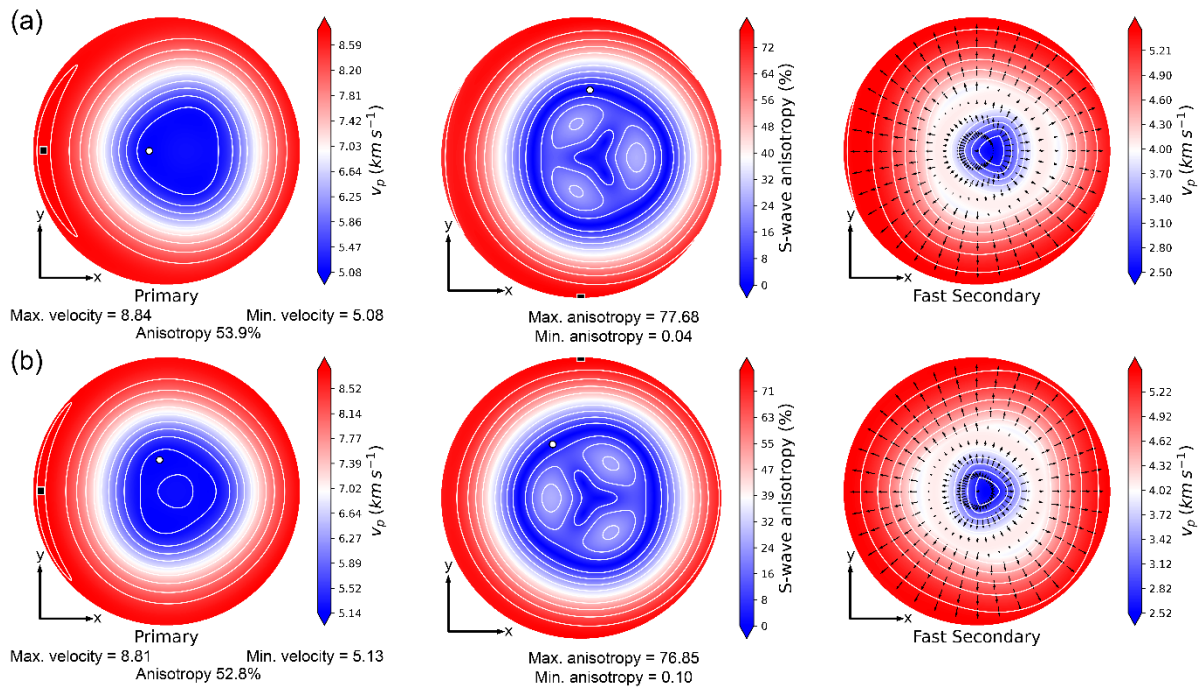 (a)
8.59
8.20
7.81
7.42
7.03
6.64
6.25
5.86
5.47
5.08
v_p (km s⁻¹)
y
x
Primary
Max. velocity = 8.84
Min. velocity = 5.08
Anisotropy 53.9%
72
64
56
48
40
32
24
16
8
0
S-wave anisotropy (%)
y
x
Max. anisotropy = 77.68
Min. anisotropy = 0.04
5.21
4.90
4.60
4.30
4.00
3.70
3.40
3.10
2.80
2.50
v_p (km s⁻¹)
y
x
Fast Secondary
(b)
8.52
8.14
7.77
7.39
7.02
6.64
6.27
5.89
5.52
5.14
v_p (km s⁻¹)
y
x
Primary
Max. velocity = 8.81
Min. velocity = 5.13
Anisotropy 52.8%
71
63
55
47
39
32
24
16
8
0
S-wave anisotropy (%)
y
x
Max. anisotropy = 76.85
Min. anisotropy = 0.10
5.22
4.92
4.62
4.32
4.02
3.72
3.42
3.12
2.82
2.52
v_p (km s⁻¹)
y
x
Fast Secondary